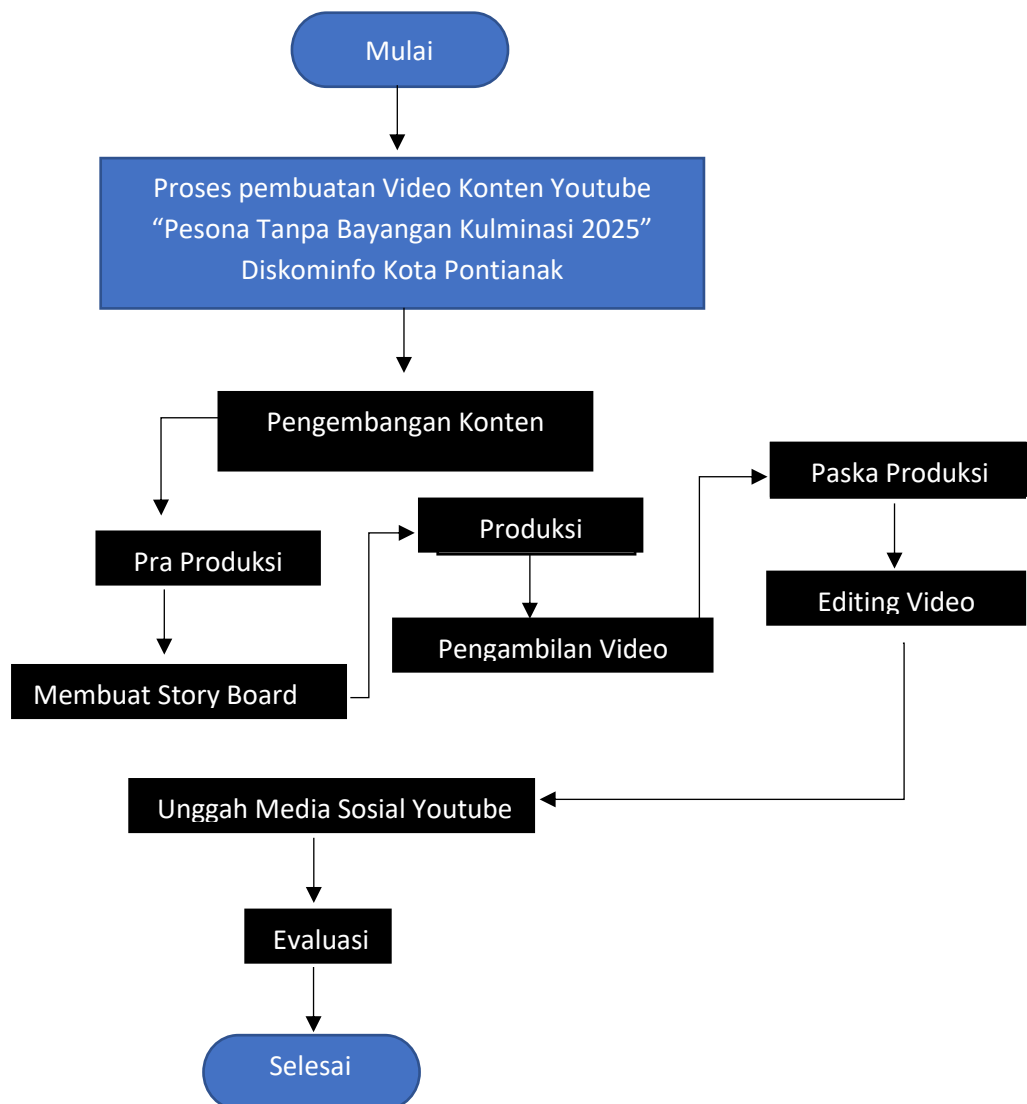 Mulai
Proses pembuatan Video Konten Youtube
“Pesona Tanpa Bayangan Kulminasi 2025”
Diskominfo Kota Pontianak
Pengembangan Konten
Pra Produksi
Membuat Story Board
Produksi
Pengambilan Video
Paska Produksi
Editing Video
Unggah Media Sosial Youtube
Evaluasi
Selesai